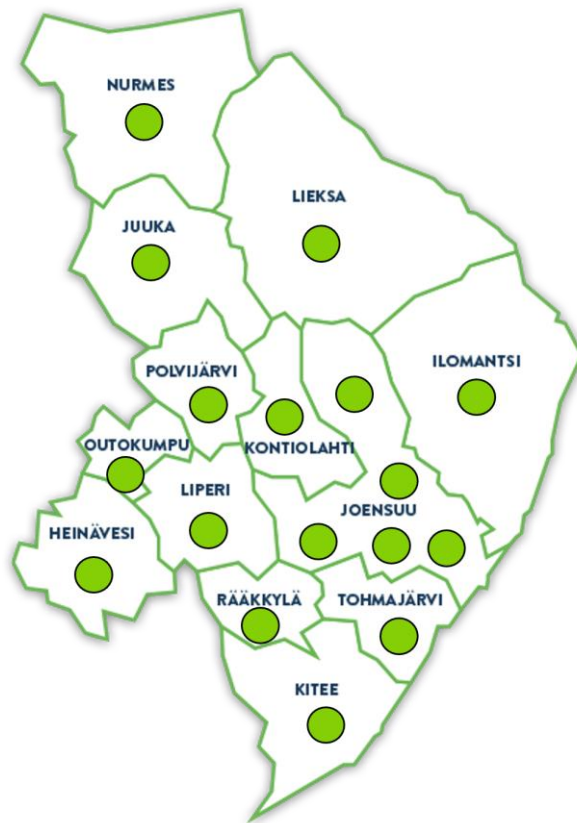 NURMES
LIEKSA
JUUKA
ILOMANTSI
POLVIJÄRVI
OUTOKUMPU
KONTIOLAHTI
LIPERI
JOENSUU
HEINÄVESI
RÄÄKKYLÄ
TOHMAJÄRVI
KITEE